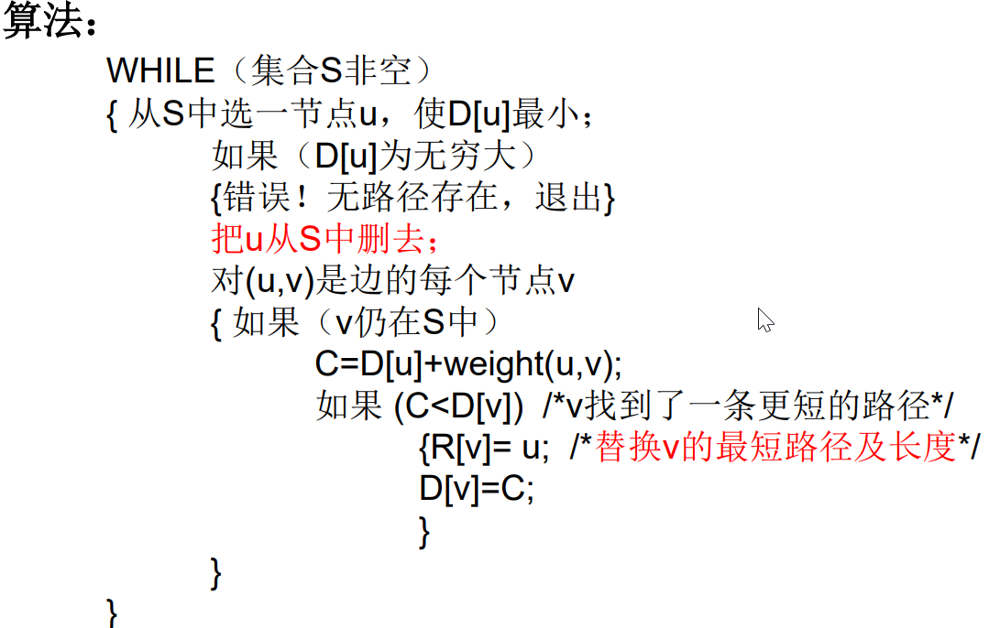 算法：
WHILE（集合S非空）
{ 从S中选一节点u，使D[u]最小；
如果（D[u]为无穷大）
{错误！无路径存在，退出}
把u从S中删去；
对(u,v)是边的每个节点v
{ 如果（v仍在S中）
C=D[u]+weight(u,v);
如果 (C<D[v]) /*v找到了一条更短的路径*/
{R[v]= u; /*替换v的最短路径及长度*/
D[v]=C;
}
}
}